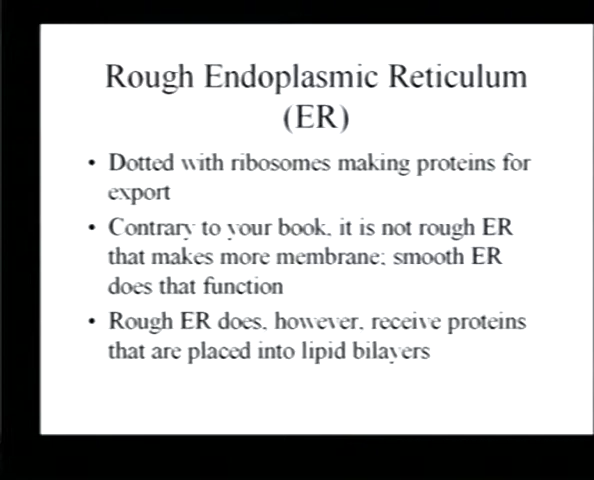 Rough Endoplasmic Reticulum
(ER)
• Dotted with ribosomes making proteins for
export
• Contrary to your book, it is not rough ER
that makes more membrane; smooth ER
does that function
• Rough ER does, however, receive proteins
that are placed into lipid bilayers